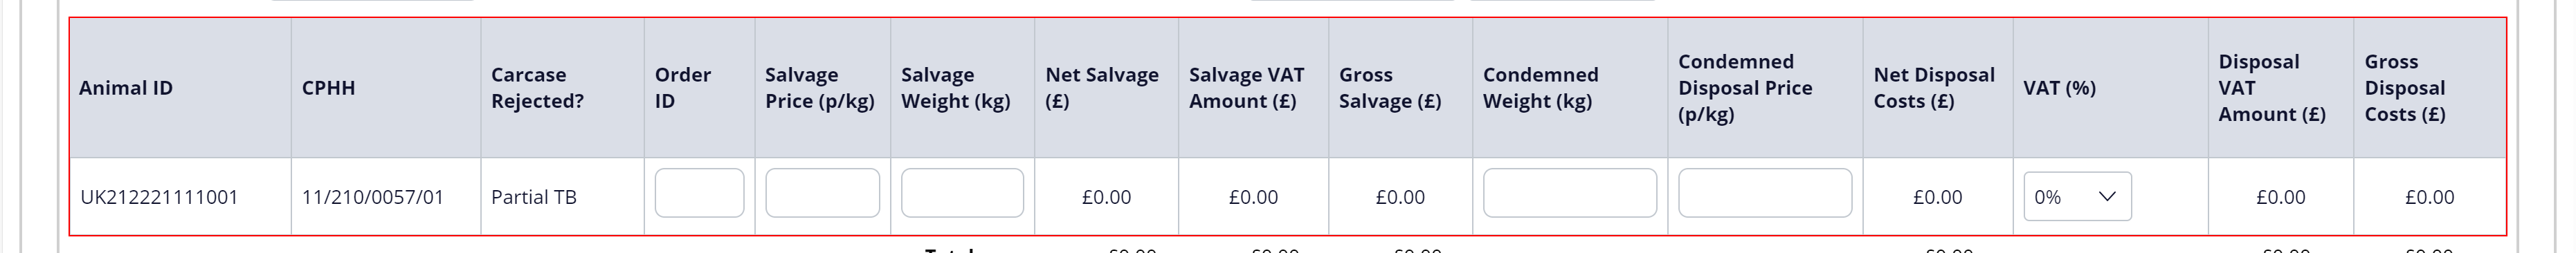 Animal ID
CPHH
Carcase
Rejected?
Order
ID
Salvage
Price (p/kg)
Salvage
Weight (kg)
Net Salvage
(£)
Salvage VAT
Amount (£)
Gross
Salvage (£)
Condemned
Weight (kg)
Condemned
Disposal Price
(p/kg)
Net Disposal
Costs (£)
VAT (%)
Disposal
VAT
Amount (£)
Gross
Disposal
Costs (£)
UK212221111001
11/210/0057/01
Partial TB
£0.00
£0.00
£0.00
£0.00
0%
£0.00
£0.00